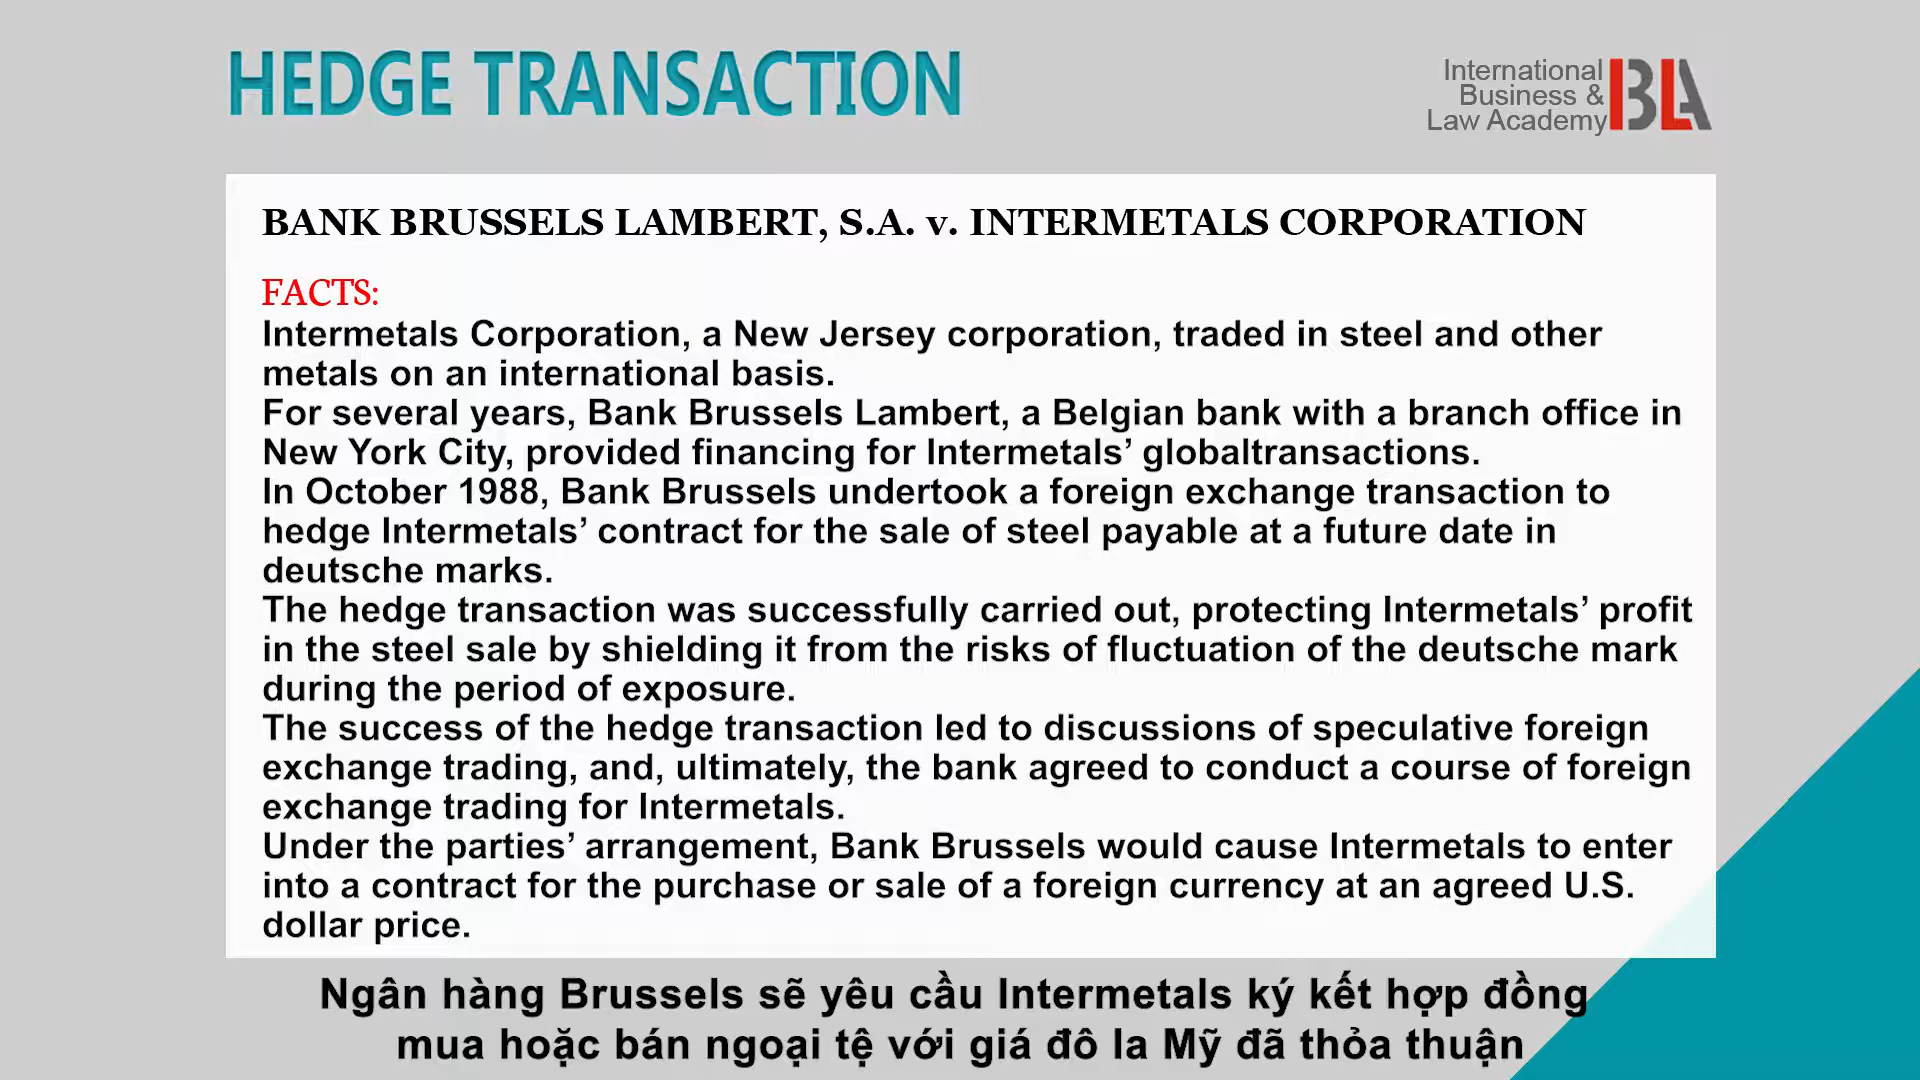 HEDGE TRANSACTION
International
Business &
Law Academy
IBLA
BANK BRUSSELS LAMBERT, S.A. v. INTERMETALS CORPORATION
FACTS:
Intermetals Corporation, a New Jersey corporation, traded in steel and other
metals on an international basis.
For several years, Bank Brussels Lambert, a Belgian bank with a branch office in
New York City, provided financing for Intermetals’ globaltransactions.
In October 1988, Bank Brussels undertook a foreign exchange transaction to
hedge Intermetals’ contract for the sale of steel payable at a future date in
deutsche marks.
The hedge transaction was successfully carried out, protecting Intermetals’ profit
in the steel sale by shielding it from the risks of fluctuation of the deutsche mark
during the period of exposure.
The success of the hedge transaction led to discussions of speculative foreign
exchange trading, and, ultimately, the bank agreed to conduct a course of foreign
exchange trading for Intermetals.
Under the parties’ arrangement, Bank Brussels would cause Intermetals to enter
into a contract for the purchase or sale of a foreign currency at an agreed U.S.
dollar price.
Ngân hàng Brussels sẽ yêu cầu Intermetals ký kết hợp đồng
mua hoặc bán ngoại tệ với giá đô la Mỹ đã thỏa thuận